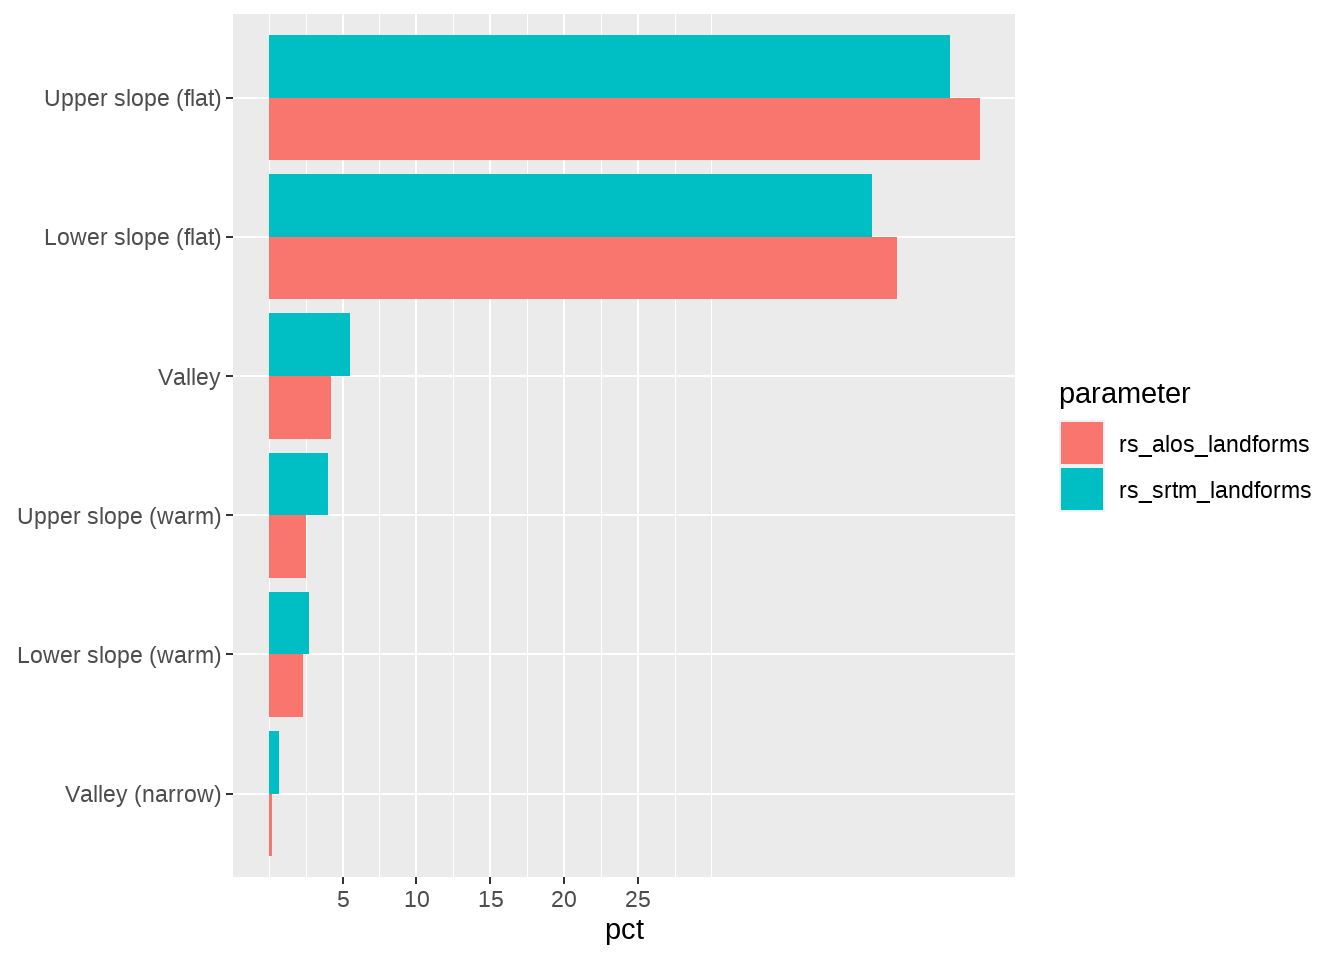 Upper slope (flat)
Lower slope (flat)
Valley
Upper slope (warm)
Lower slope (warm)
Valley (narrow)
5 10 15 20 25
pct
parameter
rs_alos_landforms
rs_srtm_landforms